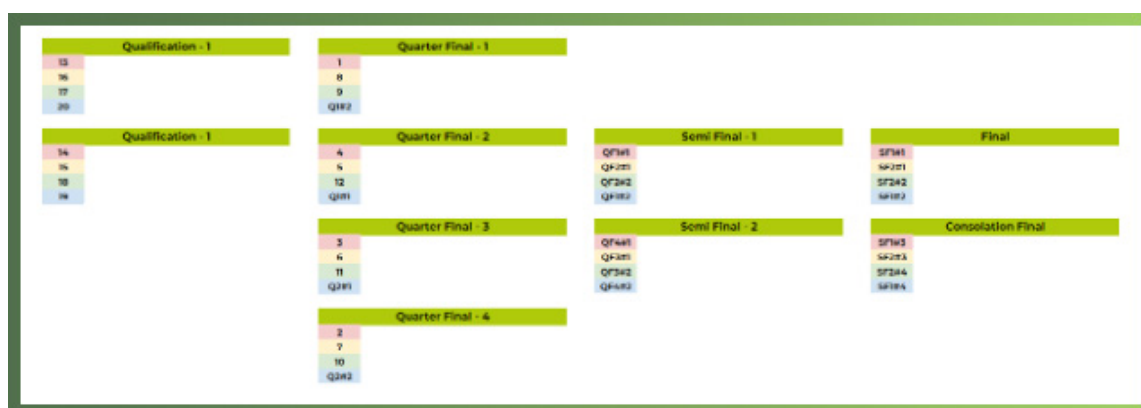 Qualification - 1
13
16
17
20
Qualification - 1
14
15
18
19
Quarter Final - 1
1
8
9
Q1#2
Quarter Final - 2
4
5
12
Q1#1
Quarter Final - 3
3
6
11
Q2#1
Quarter Final - 4
2
7
10
Q2#2
Semi Final - 1
QF1#1
QF2#1
QF2#2
QF1#2
Semi Final - 2
QF4#1
QF3#1
QF3#2
QF4#2
Final
SF1#1
SF2#1
SF2#2
SF1#2
Consolation Final
SF1#3
SF2#3
SF2#4
SF1#4